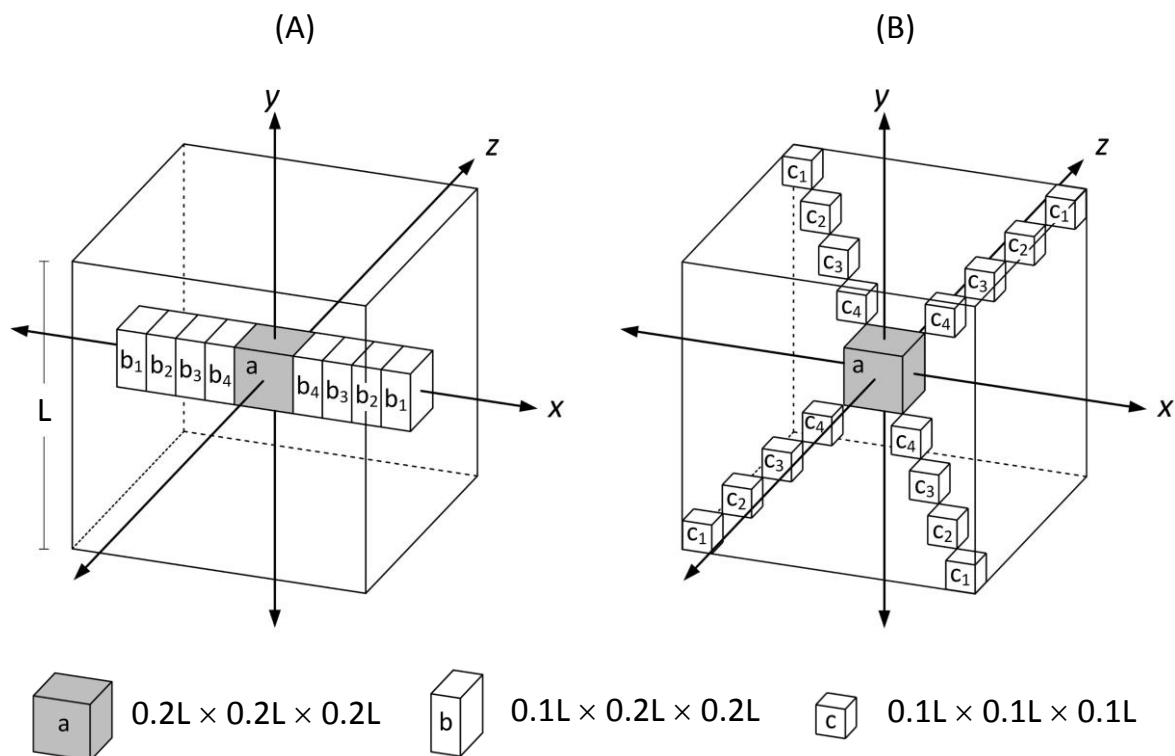 (A) (B)
y y
z z
c₁ c₁
c₂ c₂
c₃ c₃
c₄ c₄
b₁ b₂ b₃ b₄ a b₄ b₃ b₂ b₁ a
L x x
c₄ c₄
c₃ c₃
c₂ c₂
c₁ c₁
a 0.2L × 0.2L × 0.2L b 0.1L × 0.2L × 0.2L c 0.1L × 0.1L × 0.1L